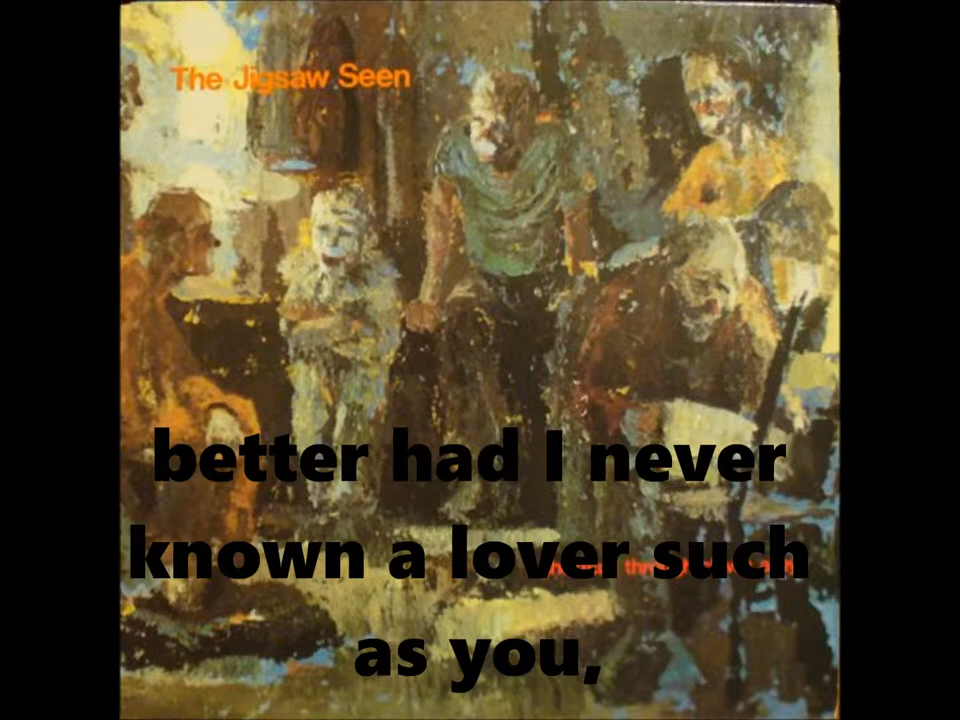 The Jigsaw Seen
better had I never
known a lover such
as you,